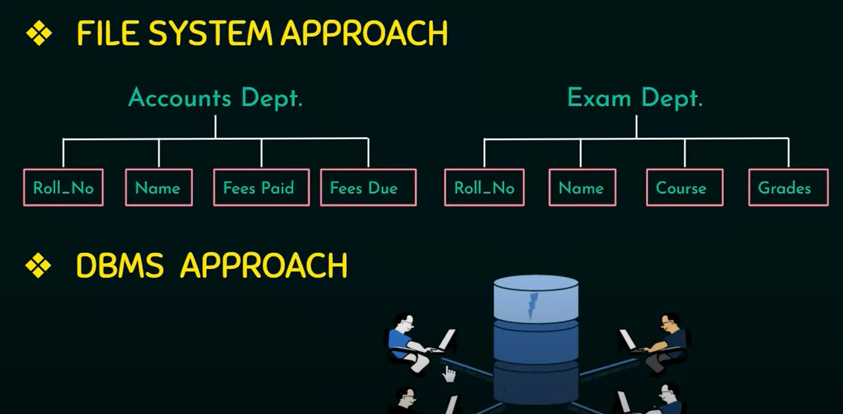 FILE SYSTEM APPROACH
Accounts Dept. Exam Dept.
Roll_No Name Fees Paid Fees Due Roll_No Name Course Grades
DBMS APPROACH